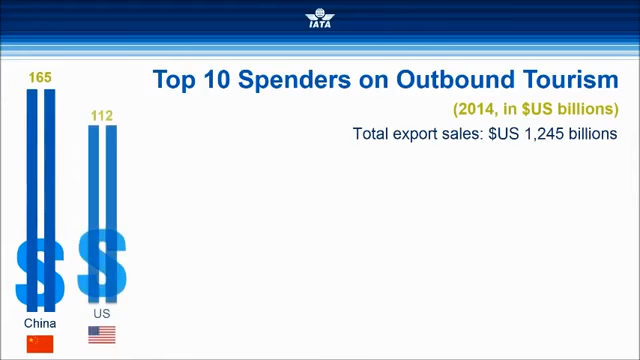 IATA
Top 10 Spenders on Outbound Tourism
(2014, in $US billions)
Total export sales: $US 1,245 billions
165
112
$
$
China
US